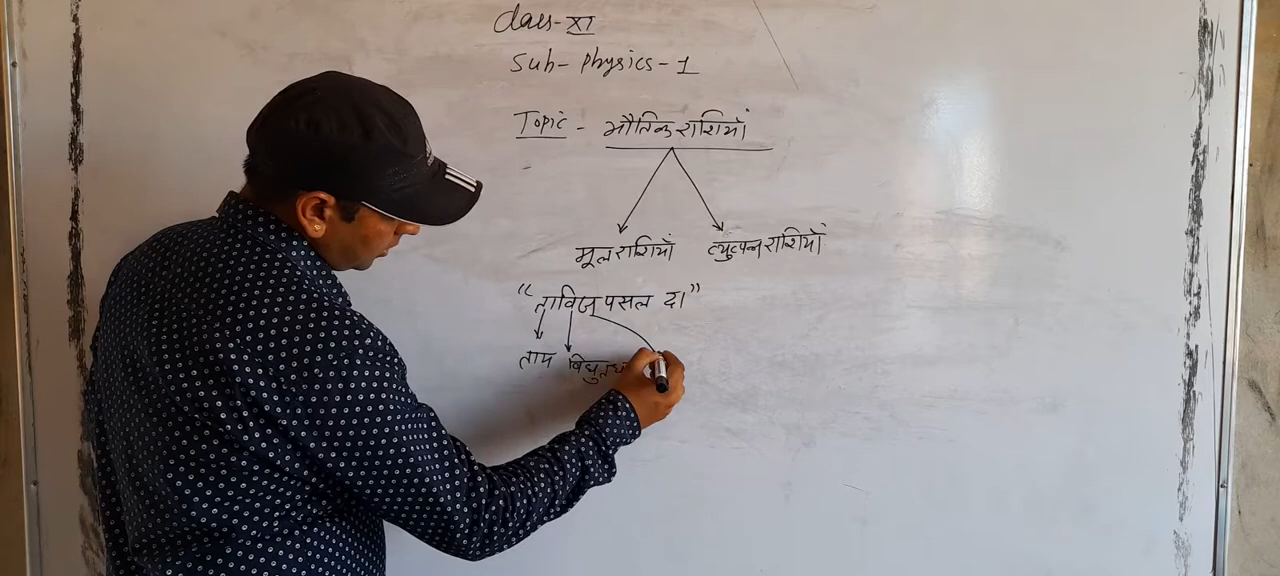 Class-XI
Sub- Physics-1
Topic - भौतिक राशियाँ
मूल राशियाँ व्युत्पन्न राशियाँ
“ताविज पसल दा”
ताप विधुत